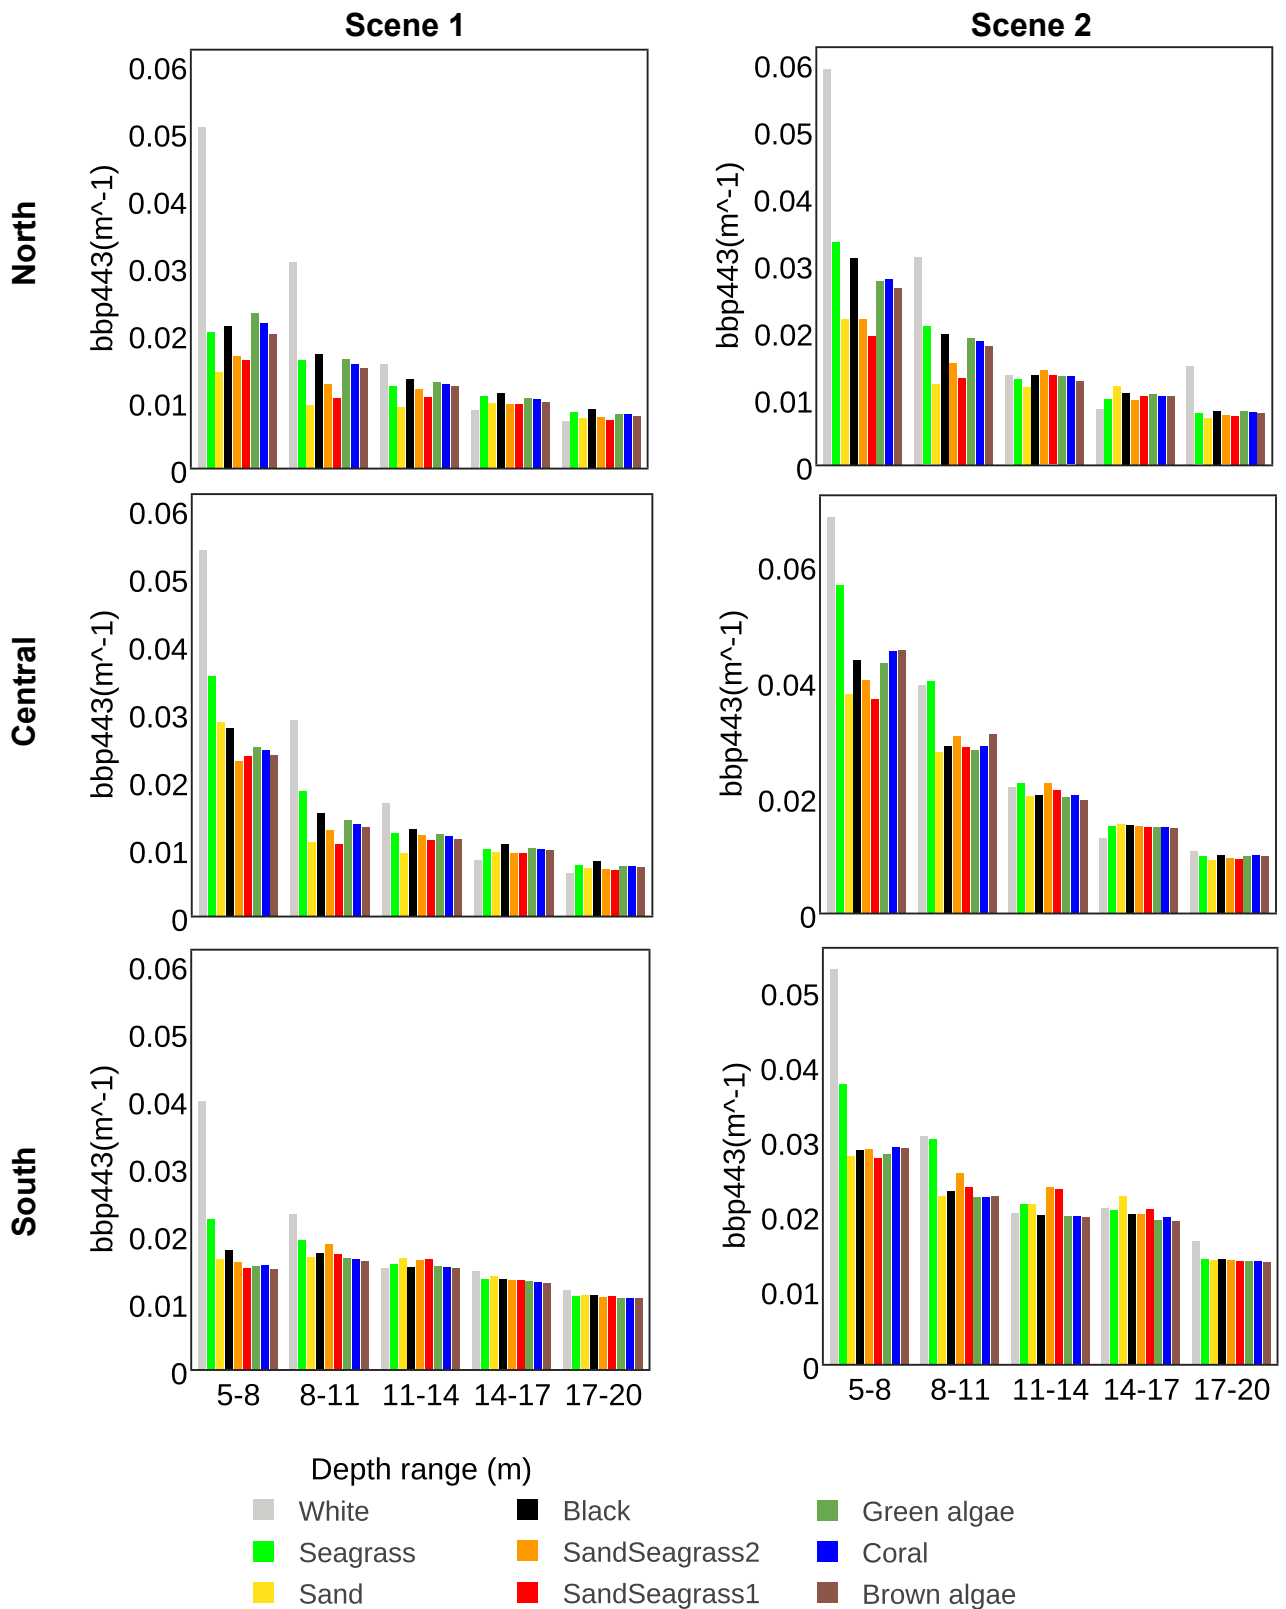 Scene 1
Scene 2
North
bbp443(m^-1)
0.06
0.05
0.04
0.03
0.02
0.01
0
bbp443(m^-1)
0.06
0.05
0.04
0.03
0.02
0.01
0
Central
bbp443(m^-1)
0.06
0.05
0.04
0.03
0.02
0.01
0
bbp443(m^-1)
0.06
0.04
0.02
0
South
bbp443(m^-1)
0.06
0.05
0.04
0.03
0.02
0.01
0
bbp443(m^-1)
0.05
0.04
0.03
0.02
0.01
0
5-8 8-11 11-14 14-17 17-20
5-8 8-11 11-14 14-17 17-20
Depth range (m)
White
Black
Green algae
Seagrass
SandSeagrass2
Coral
Sand
SandSeagrass1
Brown algae